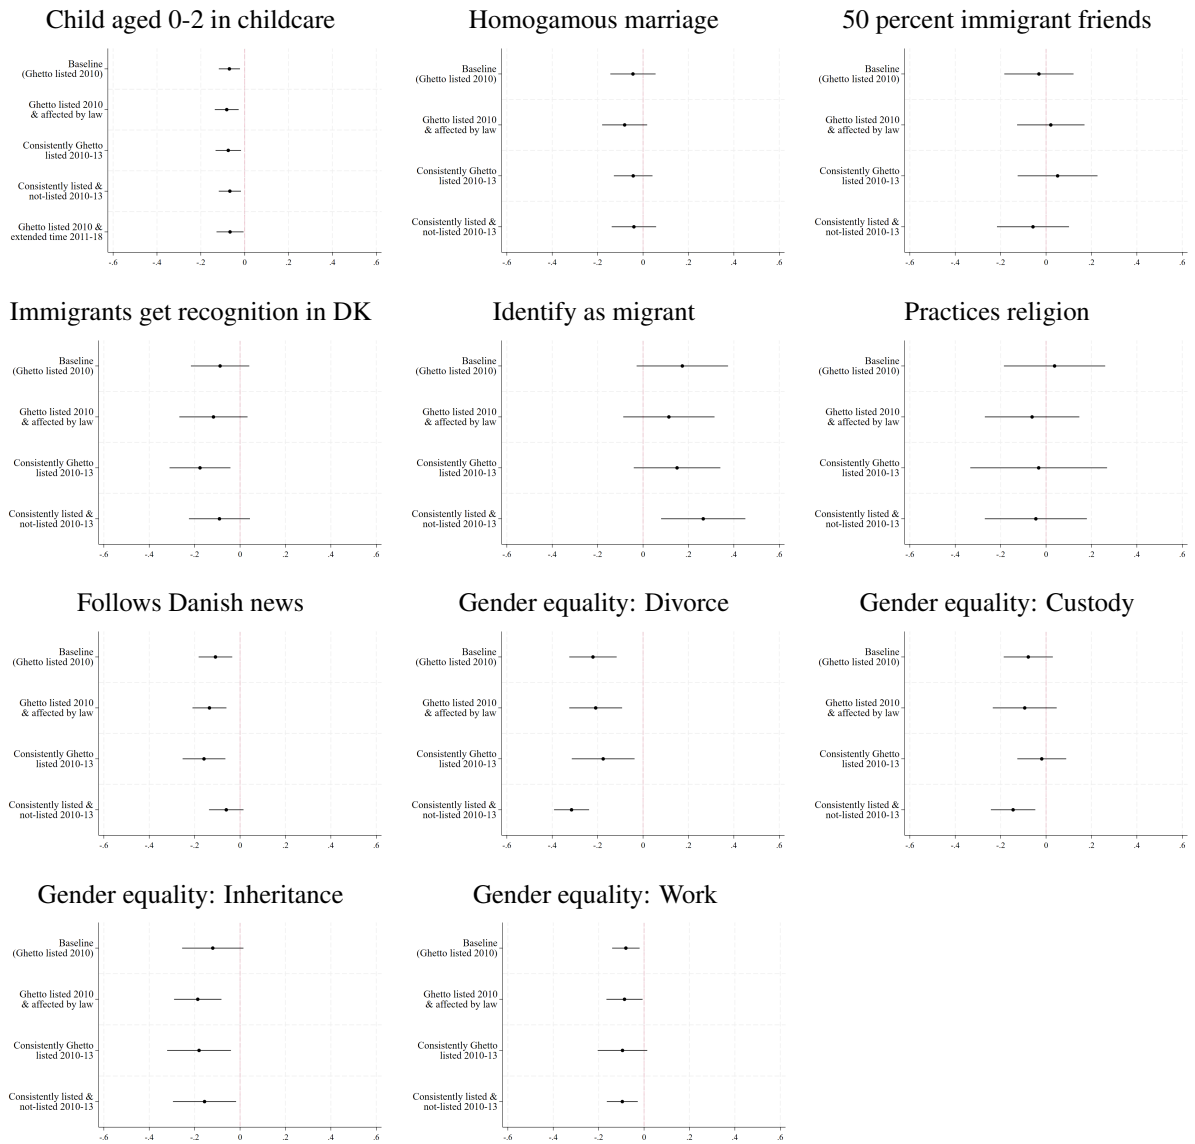 Child aged 0-2 in childcare
Baseline
(Ghetto listed 2010)
Ghetto listed 2010
& affected by law
Consistently Ghetto
listed 2010-13
Consistently listed &
not-listed 2010-13
Ghetto listed 2010 &
extended time 2011-18
-.6 -.4 -.2 0 .2 .4 .6
Homogamous marriage
Baseline
(Ghetto listed 2010)
Ghetto listed 2010
& affected by law
Consistently Ghetto
listed 2010-13
Consistently listed &
not-listed 2010-13
-.6 -.4 -.2 0 .2 .4 .6
50 percent immigrant friends
Baseline
(Ghetto listed 2010)
Ghetto listed 2010
& affected by law
Consistently Ghetto
listed 2010-13
Consistently listed &
not-listed 2010-13
-.6 -.4 -.2 0 .2 .4 .6
Immigrants get recognition in DK
Baseline
(Ghetto listed 2010)
Ghetto listed 2010
& affected by law
Consistently Ghetto
listed 2010-13
Consistently listed &
not-listed 2010-13
-.6 -.4 -.2 0 .2 .4 .6
Identify as migrant
Baseline
(Ghetto listed 2010)
Ghetto listed 2010
& affected by law
Consistently Ghetto
listed 2010-13
Consistently listed &
not-listed 2010-13
-.6 -.4 -.2 0 .2 .4 .6
Practices religion
Baseline
(Ghetto listed 2010)
Ghetto listed 2010
& affected by law
Consistently Ghetto
listed 2010-13
Consistently listed &
not-listed 2010-13
-.6 -.4 -.2 0 .2 .4 .6
Follows Danish news
Baseline
(Ghetto listed 2010)
Ghetto listed 2010
& affected by law
Consistently Ghetto
listed 2010-13
Consistently listed &
not-listed 2010-13
-.6 -.4 -.2 0 .2 .4 .6
Gender equality: Divorce
Baseline
(Ghetto listed 2010)
Ghetto listed 2010
& affected by law
Consistently Ghetto
listed 2010-13
Consistently listed &
not-listed 2010-13
-.6 -.4 -.2 0 .2 .4 .6
Gender equality: Custody
Baseline
(Ghetto listed 2010)
Ghetto listed 2010
& affected by law
Consistently Ghetto
listed 2010-13
Consistently listed &
not-listed 2010-13
-.6 -.4 -.2 0 .2 .4 .6
Gender equality: Inheritance
Baseline
(Ghetto listed 2010)
Ghetto listed 2010
& affected by law
Consistently Ghetto
listed 2010-13
Consistently listed &
not-listed 2010-13
-.6 -.4 -.2 0 .2 .4 .6
Gender equality: Work
Baseline
(Ghetto listed 2010)
Ghetto listed 2010
& affected by law
Consistently Ghetto
listed 2010-13
Consistently listed &
not-listed 2010-13
-.6 -.4 -.2 0 .2 .4 .6